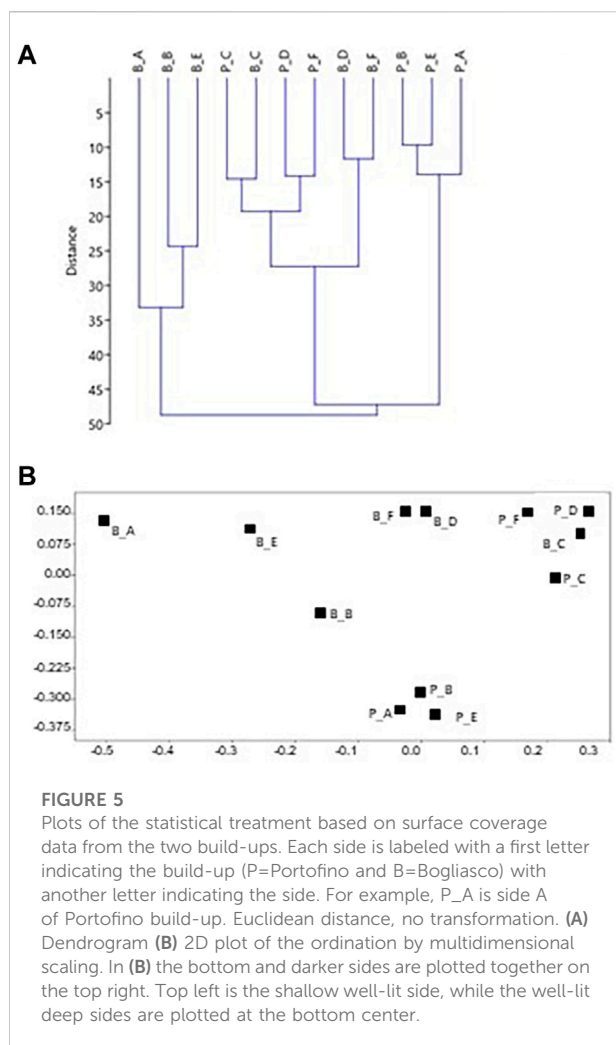 A
B_A B_B B_E P_C B_C P_D P_F B_D B_F P_B P_E P_A
5
10
15
20
25
30
35
40
45
50
Distance
B
0.150
0.075
0.00
-0.075
-0.150
-0.225
-0.300
-0.375
B_A
B_E
B_B
B_F
B_D
P_F
P_D
B_C
P_C
P_B
P_A
P_E
-0.5 -0.3 -0.2 -0.2 -0.1 0.0 0.1 0.2 0.3
FIGURE 5
Plots of the statistical treatment based on surface coverage
data from the two build-ups. Each side is labeled with a first letter
indicating the build-up (P=Portofino and B=Bogliasco) with
another letter indicating the side. For example, P_A is side A
of Portofino build-up. Euclidean distance, no transformation. (A)
Dendrogram (B) 2D plot of the ordination by multidimensional
scaling. In (B) the bottom and darker sides are plotted together on
the top right. Top left is the shallow well-lit side, while the well-lit
deep sides are plotted at the bottom center.